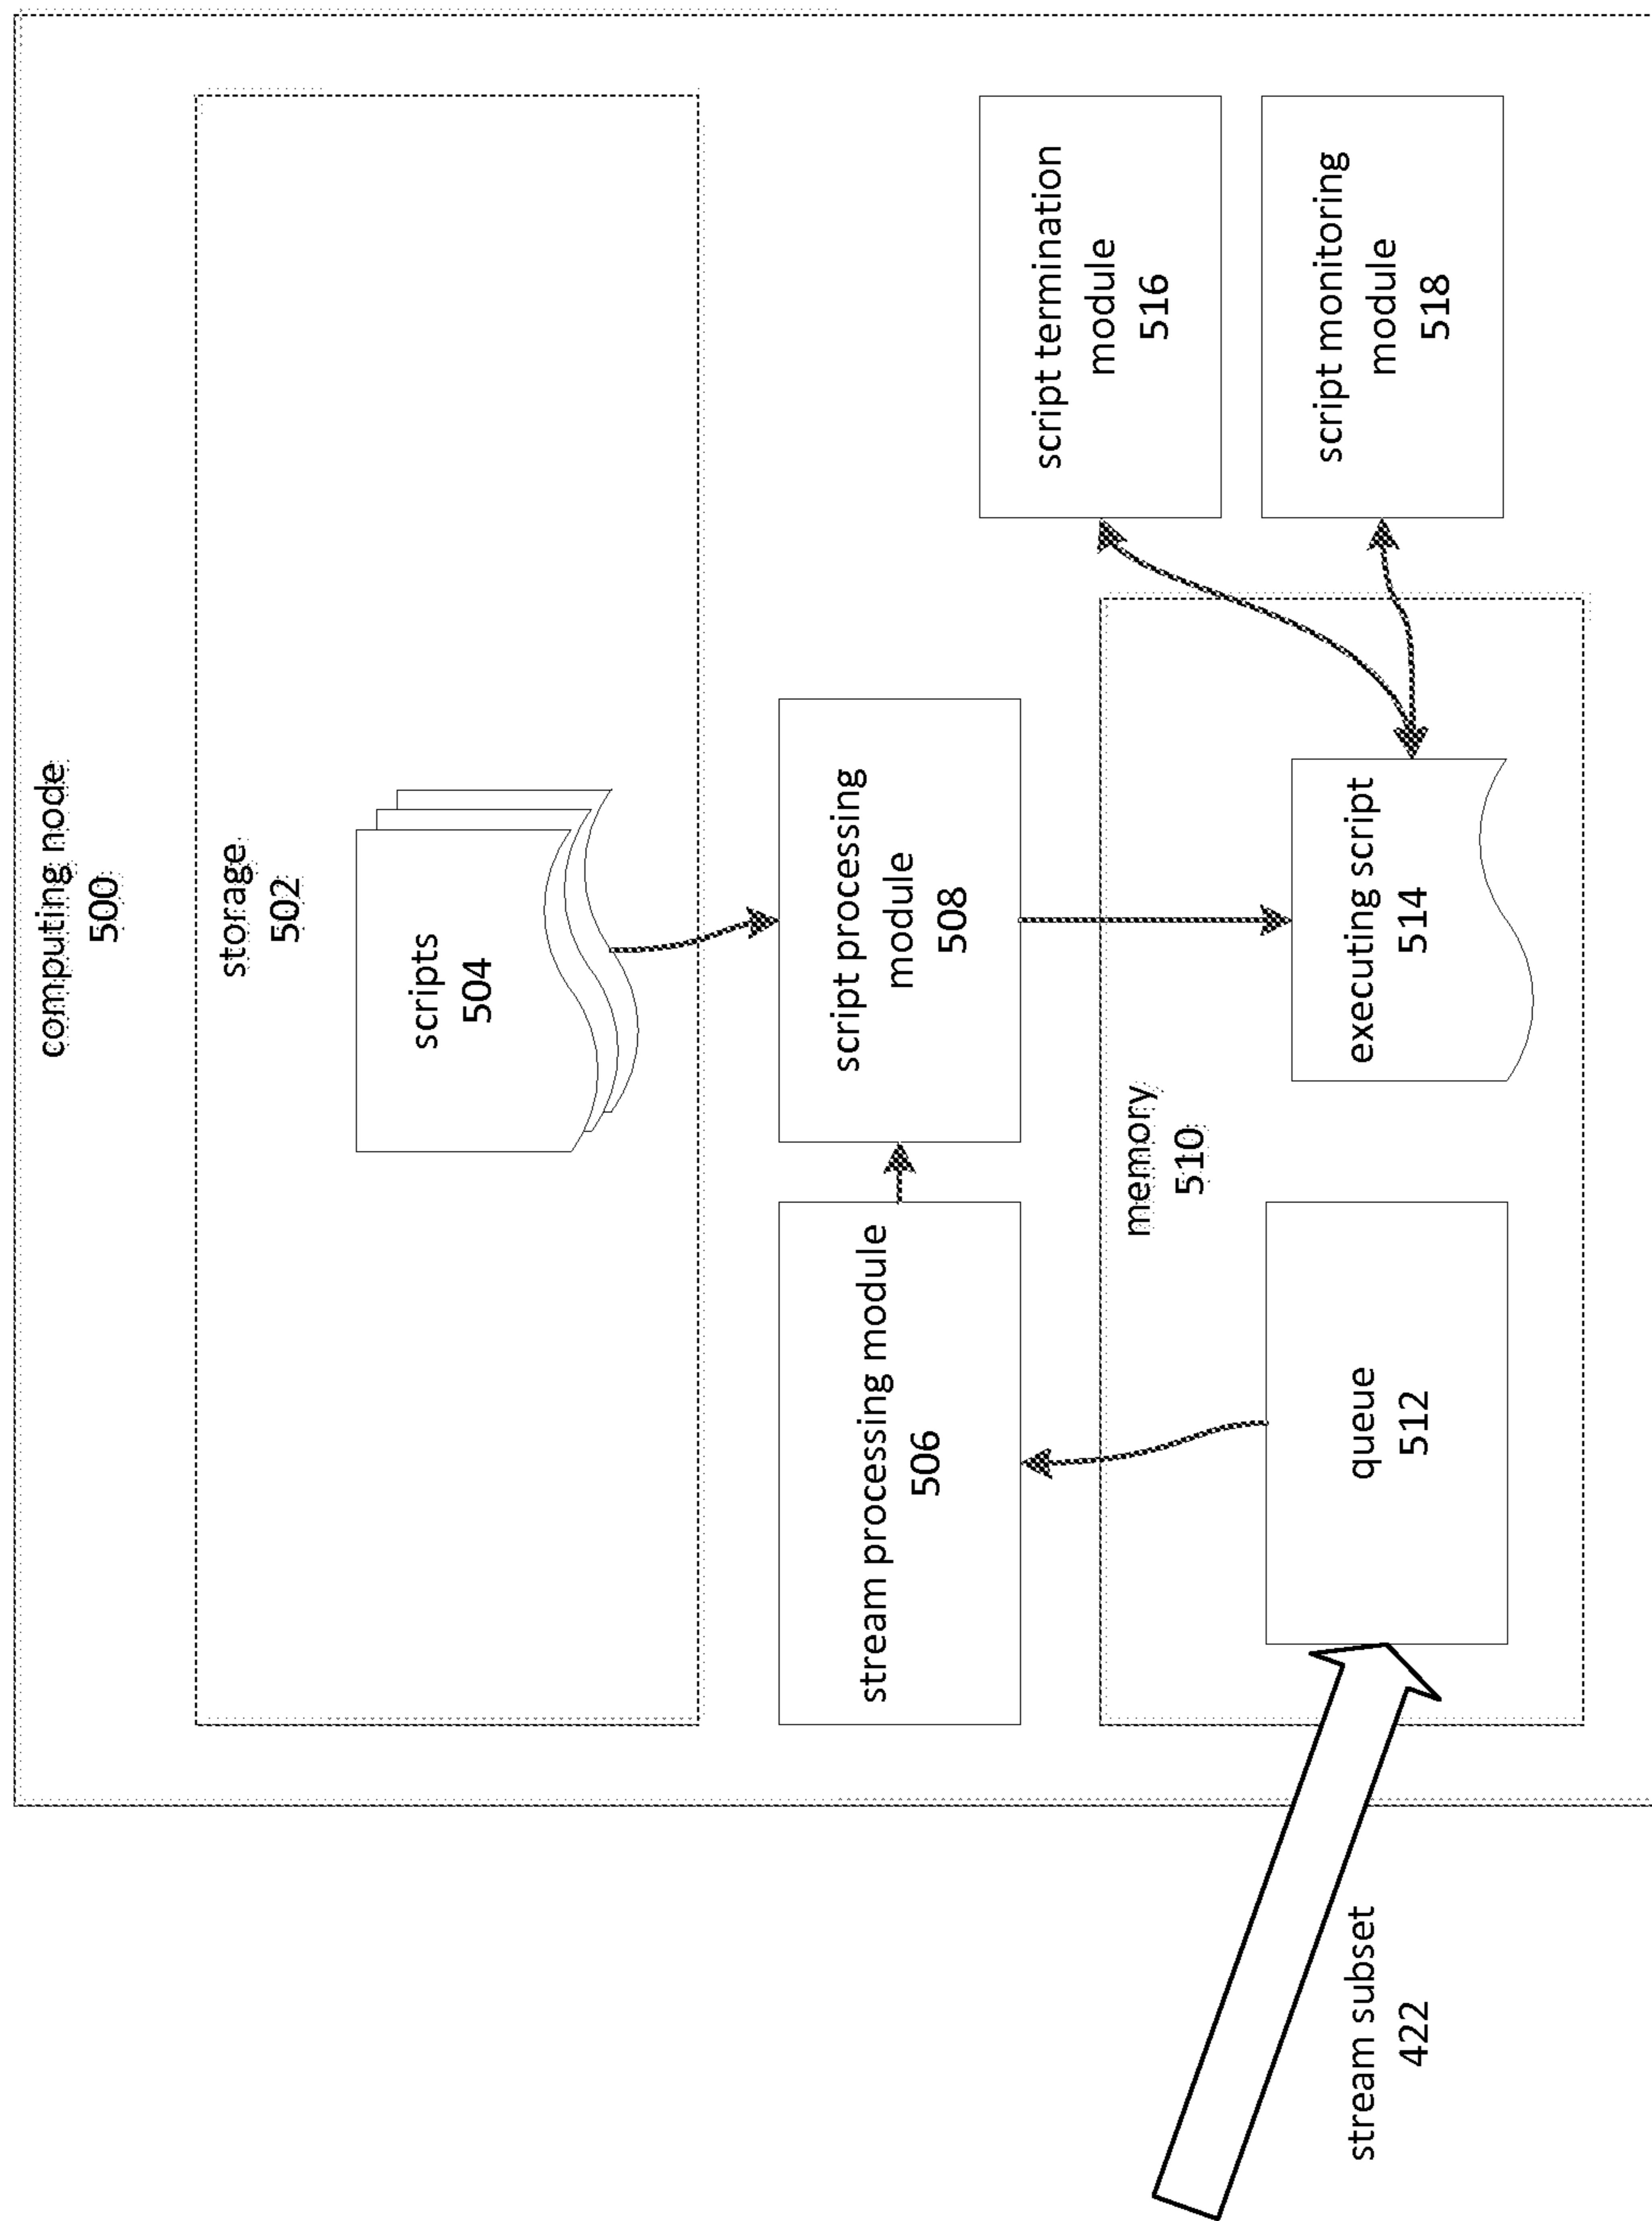 computing node
500
storage
502
scripts
504
stream processing module
506
script processing
module
508
script termination
module
516
script monitoring
module
518
memory
510
queue
512
executing script
514
stream subset
422